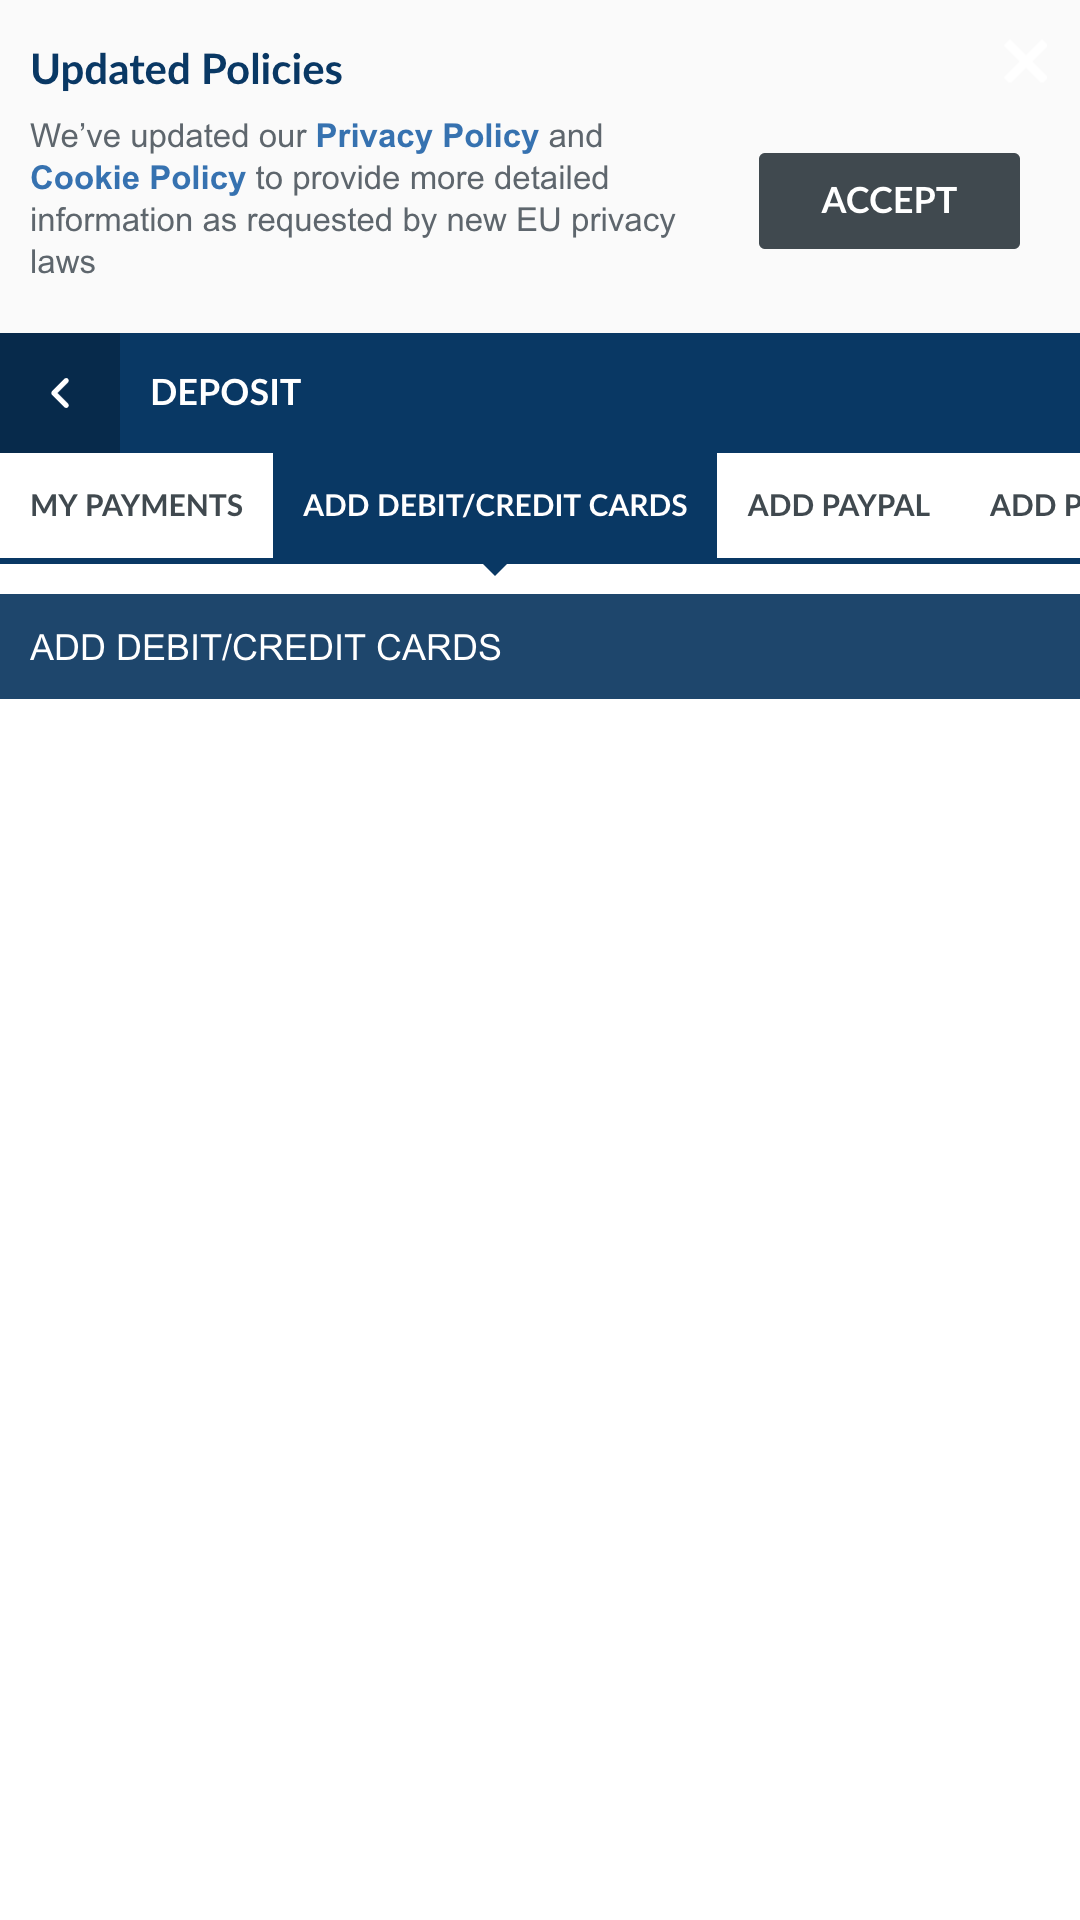 Updated Policies
We’ve updated our Privacy Policy and
Cookie Policy to provide more detailed
information as requested by new EU privacy
laws
ACCEPT
DEPOSIT
MY PAYMENTS
ADD DEBIT/CREDIT CARDS
ADD PAYPAL
ADD
ADD DEBIT/CREDIT CARDS